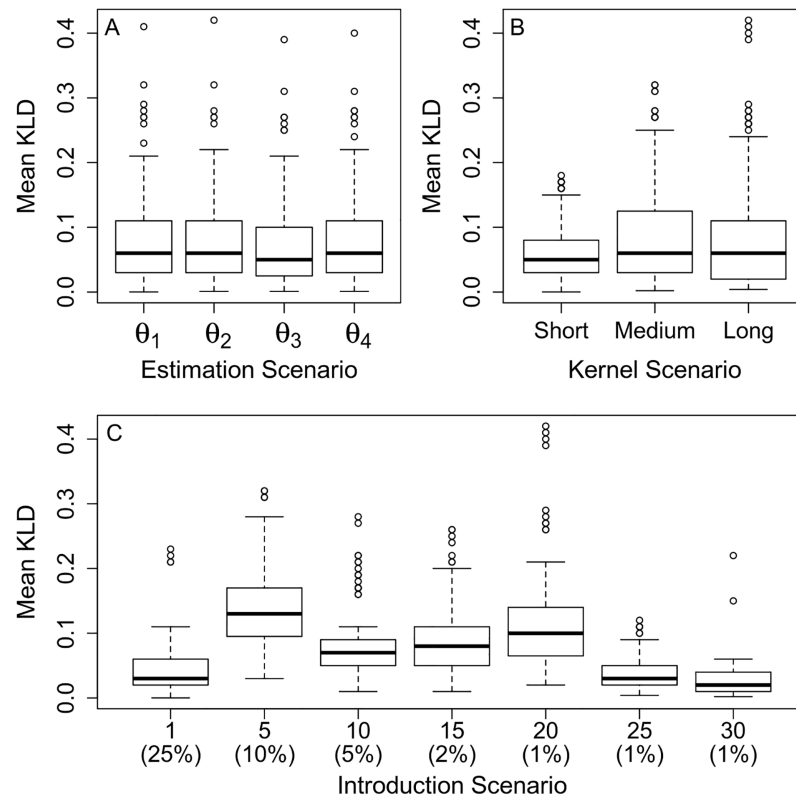 A
Mean KLD
0.0
0.1
0.2
0.3
0.4
θ1
θ2
θ3
θ4
Estimation Scenario
B
Mean KLD
0.0
0.1
0.2
0.3
0.4
Short
Medium
Long
Kernel Scenario
C
Mean KLD
0.0
0.1
0.2
0.3
0.4
1 5 10 15 20 25 30
(25%) (10%) (5%) (2%) (1%) (1%) (1%)
Introduction Scenario